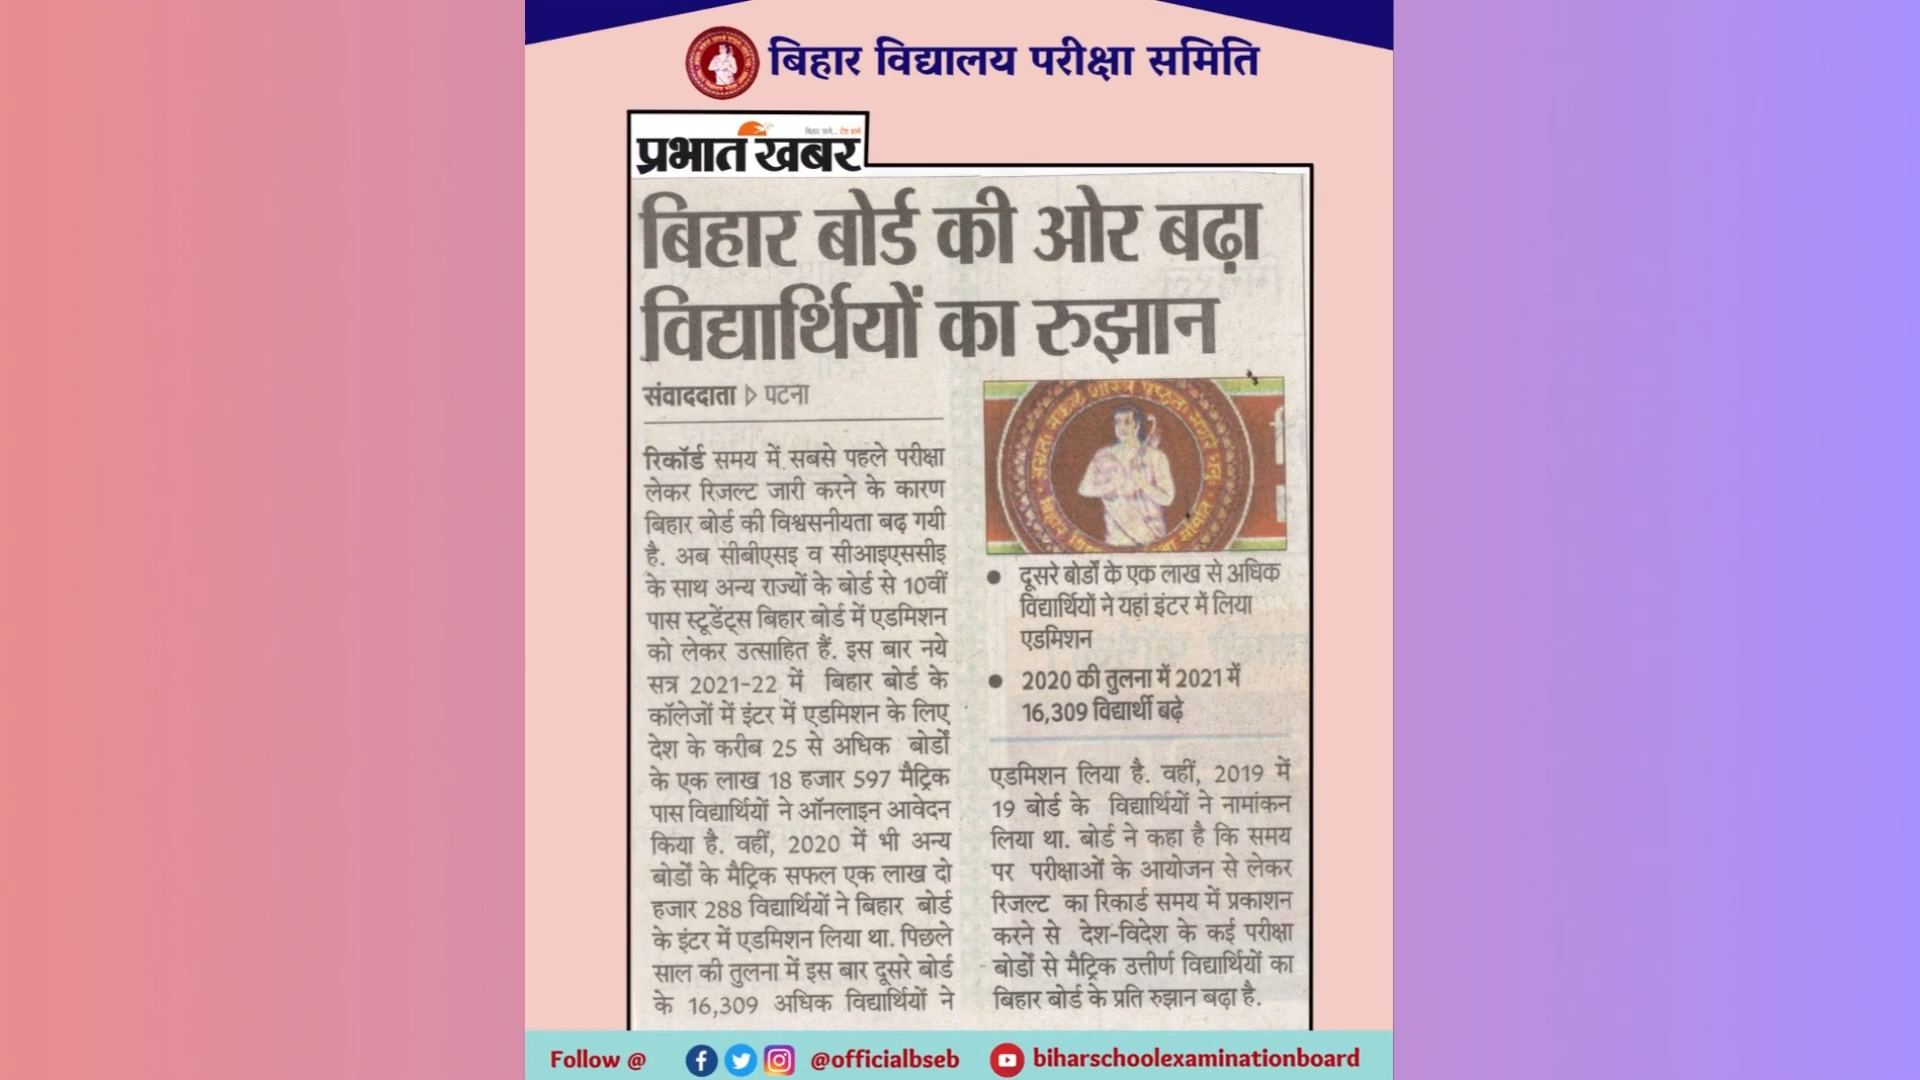 बिहार विद्यालय परीक्षा समिति
प्रभात खबर
बिहार बोर्ड की ओर बढ़ा
विद्यार्थियों का रुझान
संवाददाता ▷ पटना
रिकॉर्ड समय में सबसे पहले परीक्षा
लेकर रिजल्ट जारी करने के कारण
बिहार बोर्ड की विश्वसनीयता बढ़ गयी
है. अब सीबीएसइ व सीआइएससीइ
के साथ अन्य राज्यों के बोर्ड से 10वीं
पास स्टूडेंट्स बिहार बोर्ड में एडमिशन
को लेकर उत्साहित हैं. इस बार नये
सत्र 2021-22 में बिहार बोर्ड के
कॉलेजों में इंटर में एडमिशन के लिए
देश के करीब 25 से अधिक बोर्डों
के एक लाख 18 हजार 597 मैट्रिक
पास विद्यार्थियों ने ऑनलाइन आवेदन
किया है. वहीं, 2020 में भी अन्य
बोर्डों के मैट्रिक सफल एक लाख दो
हजार 288 विद्यार्थियों ने बिहार बोर्ड
के इंटर में एडमिशन लिया था. पिछले
साल की तुलना में इस बार दूसरे बोर्ड
के 16,309 अधिक विद्यार्थियों ने
● दूसरे बोर्डों के एक लाख से अधिक
विद्यार्थियों ने यहां इंटर में लिया
एडमिशन
● 2020 की तुलना में 2021 में
16,309 विद्यार्थी बढ़े
एडमिशन लिया है. वहीं, 2019 में
19 बोर्ड के विद्यार्थियों ने नामांकन
लिया था. बोर्ड ने कहा है कि समय
पर परीक्षाओं के आयोजन से लेकर
रिजल्ट का रिकार्ड समय में प्रकाशन
करने से देश-विदेश के कई परीक्षा
बोर्डों से मैट्रिक उत्तीर्ण विद्यार्थियों का
बिहार बोर्ड के प्रति रुझान बढ़ा है.
Follow @ @officialbseb biharschoolexaminationboard